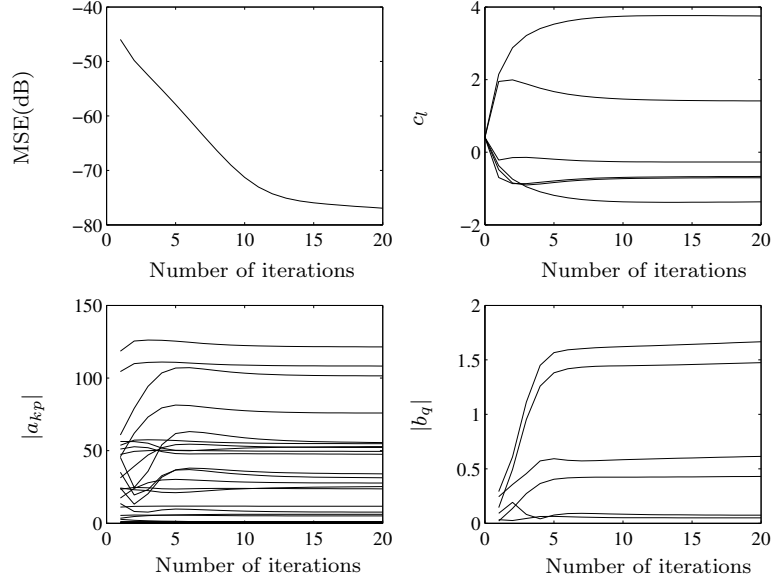 −40
−50
−60
−70
−80
MSE(dB)
0 5 10 15 20
Number of iterations
4
2
0
−2
c_l
0 5 10 15 20
Number of iterations
150
100
50
0
|a_{kp}|
0 5 10 15 20
Number of iterations
2
1.5
1
0.5
0
|b_q|
0 5 10 15 20
Number of iterations